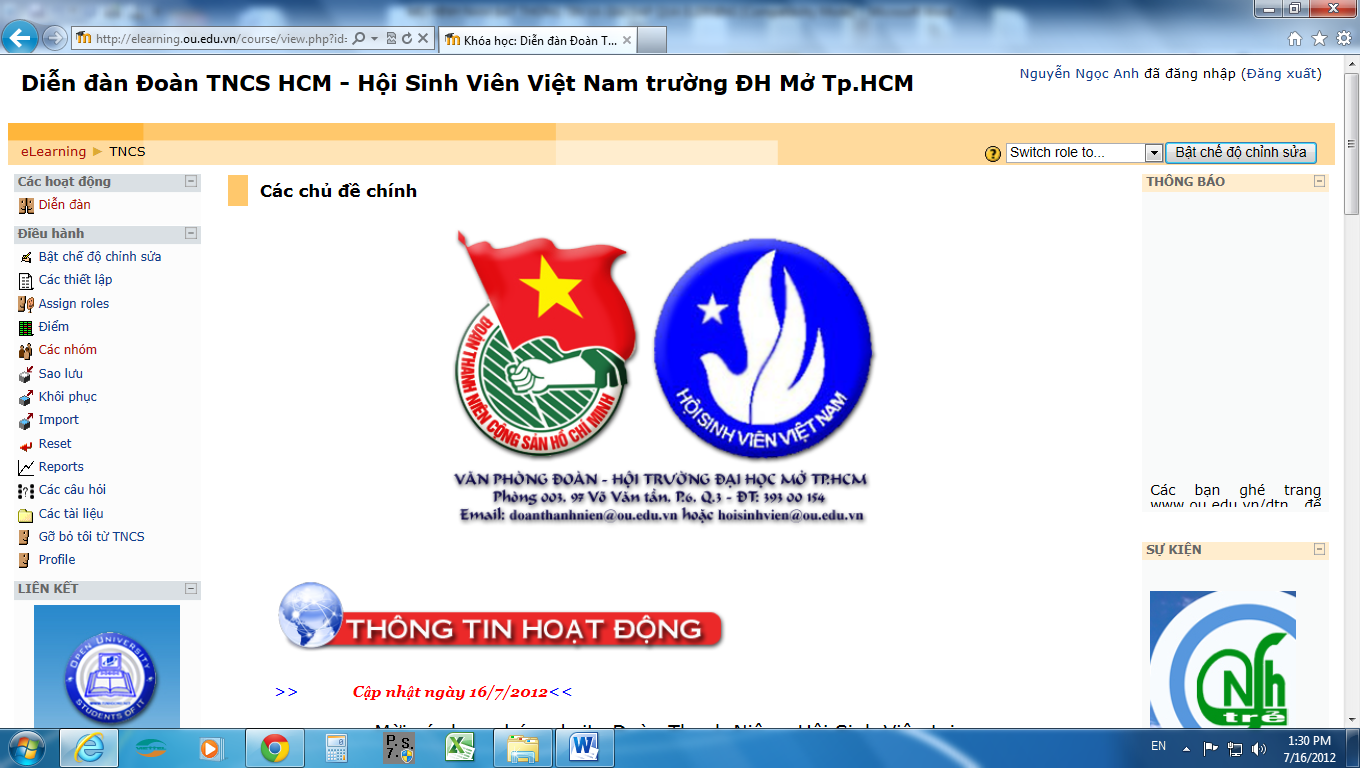 http://elearning.ou.edu.vn/course/view.php?id=
Khóa học: Diễn đàn Đoàn T...
Diễn đàn Đoàn TNCS HCM - Hội Sinh Viên Việt Nam trường ĐH Mở Tp.HCM
Nguyễn Ngọc Anh đã đăng nhập (Đăng xuất)
eLearning ► TNCS
Switch role to...
Bật chế độ chỉnh sửa
Các hoạt động
Diễn đàn
Điều hành
Bật chế độ chỉnh sửa
Các thiết lập
Assign roles
Điểm
Các nhóm
Sao lưu
Khôi phục
Import
Reset
Reports
Các câu hỏi
Các tài liệu
Gỡ bỏ tôi từ TNCS
Profile
LIÊN KẾT
OPEN UNIVERSITY
STUDENTS OF IT
Các chủ đề chính
ĐOÀN THANH NIÊN CỘNG SẢN HỒ CHÍ MINH
HỘI SINH VIÊN VIỆT NAM
VĂN PHÒNG ĐOÀN - HỘI TRƯỜNG ĐẠI HỌC MỞ TP.HCM
Phòng 003, 97 Võ Văn tần, P.6, Q.3 - ĐT: 393 00 154
Email: doanthanhnien@ou.edu.vn hoặc hoisinhvien@ou.edu.vn
THÔNG TIN HOẠT ĐỘNG
>> Cập nhật ngày 16/7/2012<<
THÔNG BÁO
Các bạn ghé trang
www.ou.edu.vn/dtn để
SỰ KIỆN
trẻ
P.S.
7.
EN
1:30 PM
7/16/2012